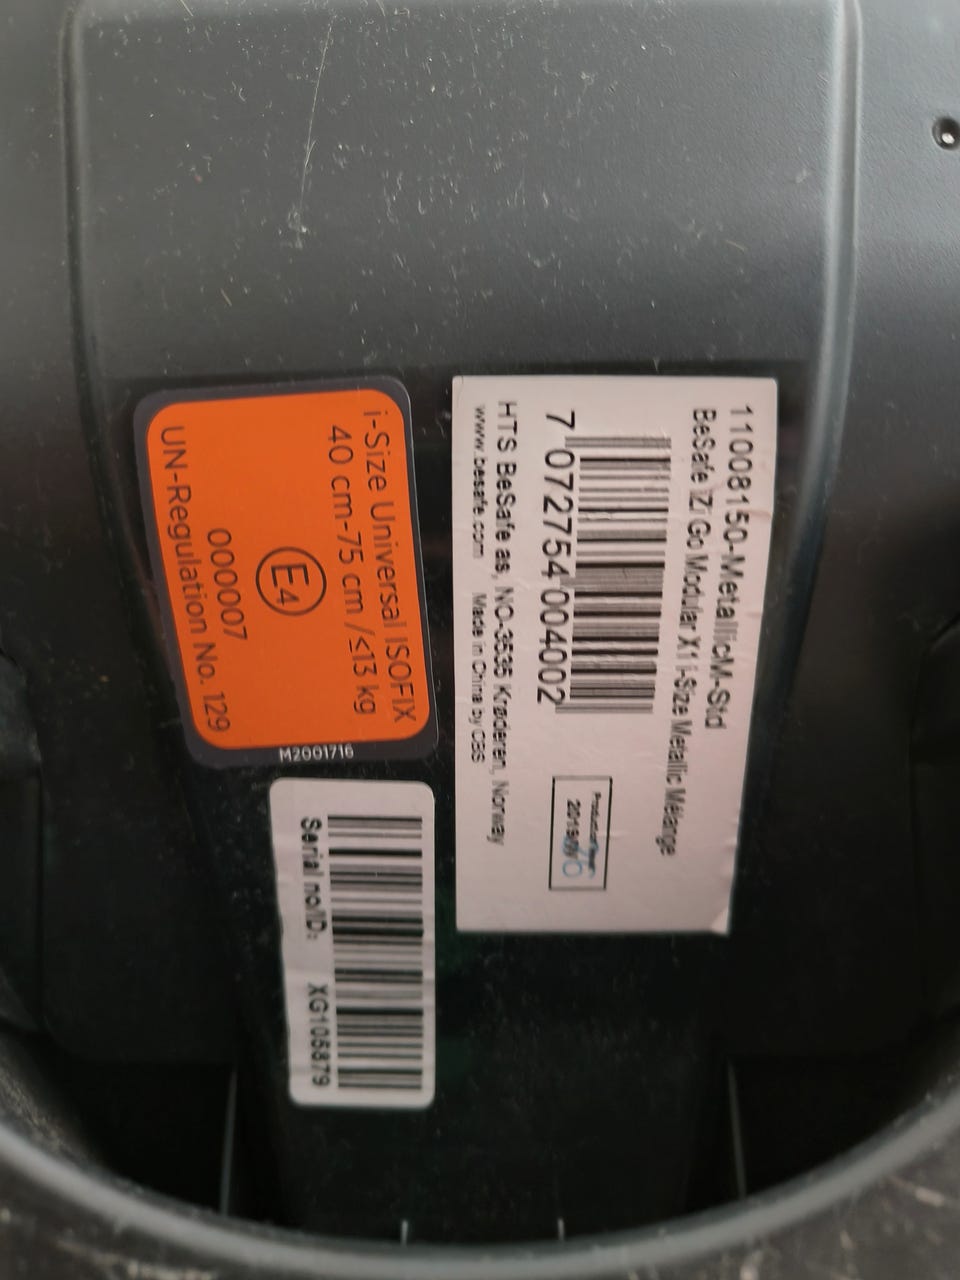 11008150-MetallicM-Std
BeSafe iZi Go Modular X1 i-Size Metallic Mélange
7 072754 004002
HTS BeSafe as, NO-3535 Krøderen, Norway
www.besafe.com Made in China by CBS
i-Size Universal ISOFIX
40 cm-75 cm /≤13 kg
E4
000007
UN-Regulation No. 129
M2001716
Serial no/ID: XG105879